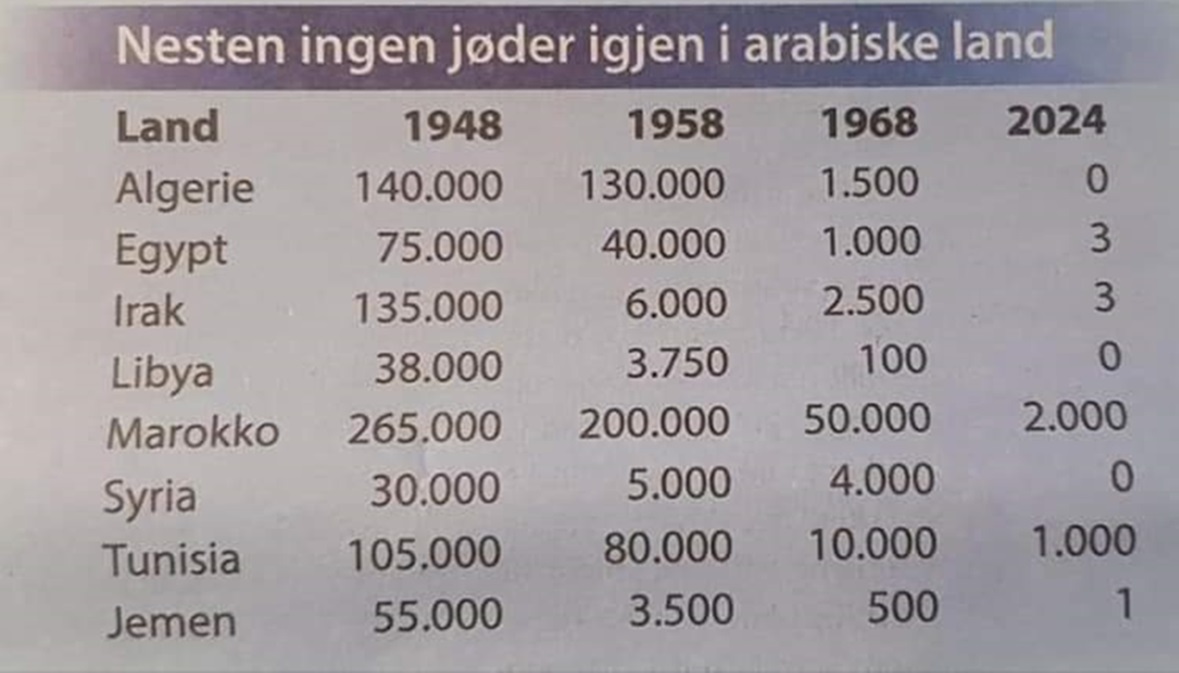 Nesten ingen jøder igjen i arabiske land
Land 1948 1958 1968 2024
Algerie 140.000 130.000 1.500 0
Egypt 75.000 40.000 1.000 3
Irak 135.000 6.000 2.500 3
Libya 38.000 3.750 100 0
Marokko 265.000 200.000 50.000 2.000
Syria 30.000 5.000 4.000 0
Tunisia 105.000 80.000 10.000 1.000
Jemen 55.000 3.500 500 1